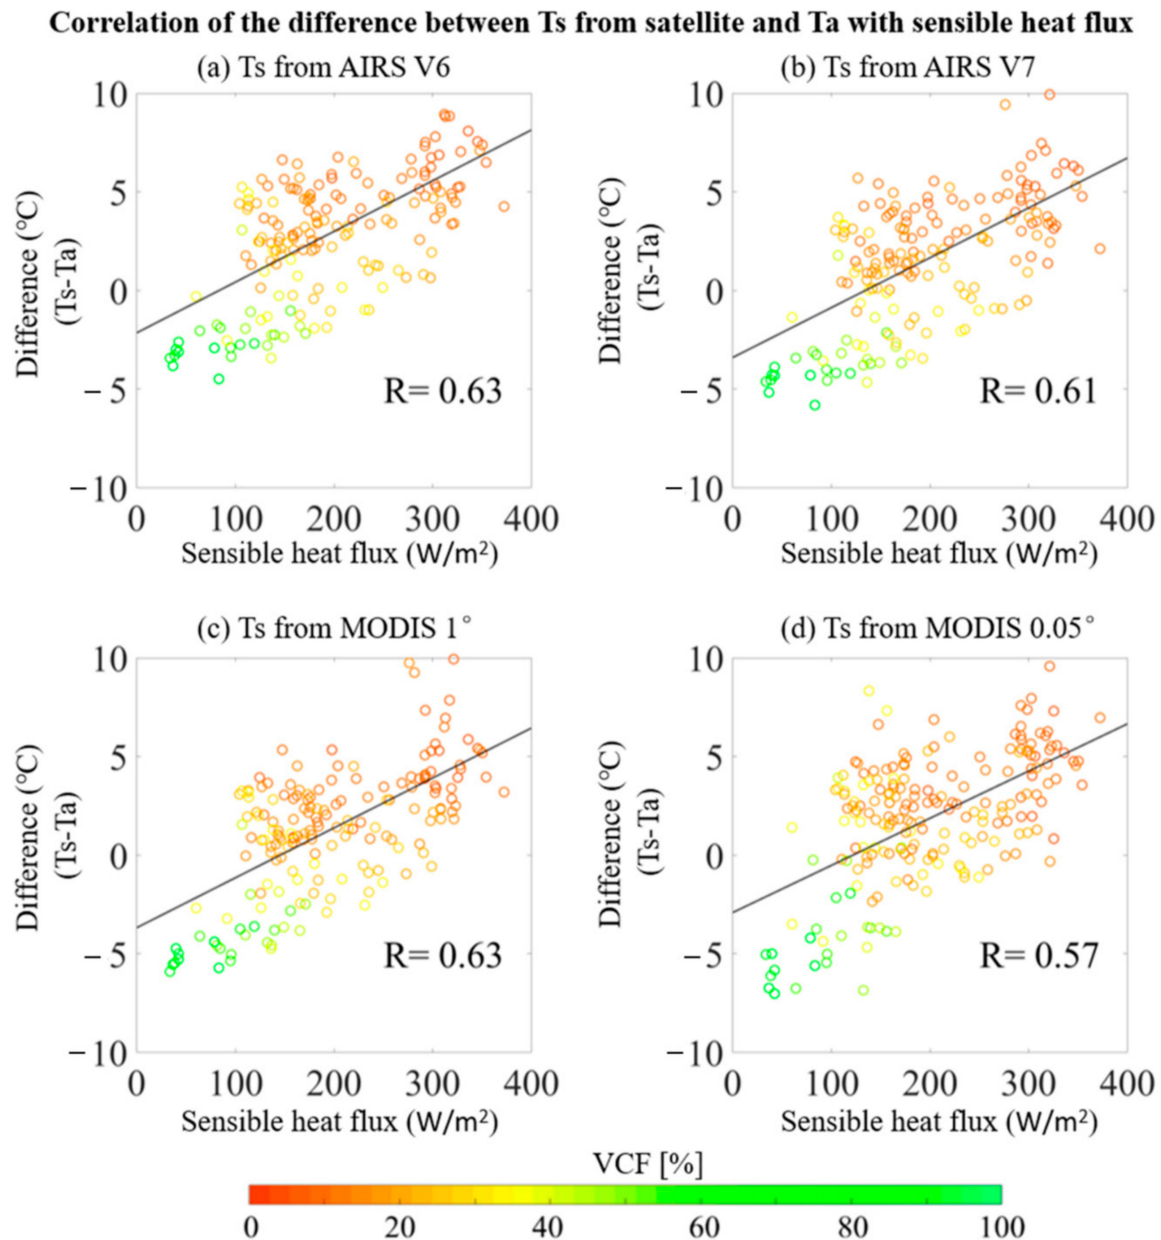 Correlation of the difference between Ts from satellite and Ta with sensible heat flux
(a) Ts from AIRS V6
10
5
0
−5
−10
Difference (°C)
(Ts-Ta)
R= 0.63
0 100 200 300 400
Sensible heat flux (W/m²)
(b) Ts from AIRS V7
10
5
0
−5
−10
Difference (°C)
(Ts-Ta)
R= 0.61
0 100 200 300 400
Sensible heat flux (W/m²)
(c) Ts from MODIS 1°
10
5
0
−5
−10
Difference (°C)
(Ts-Ta)
R= 0.63
0 100 200 300 400
Sensible heat flux (W/m²)
(d) Ts from MODIS 0.05°
10
5
0
−5
−10
Difference (°C)
(Ts-Ta)
R= 0.57
0 100 200 300 400
Sensible heat flux (W/m²)
VCF [%]
0 20 40 60 80 100